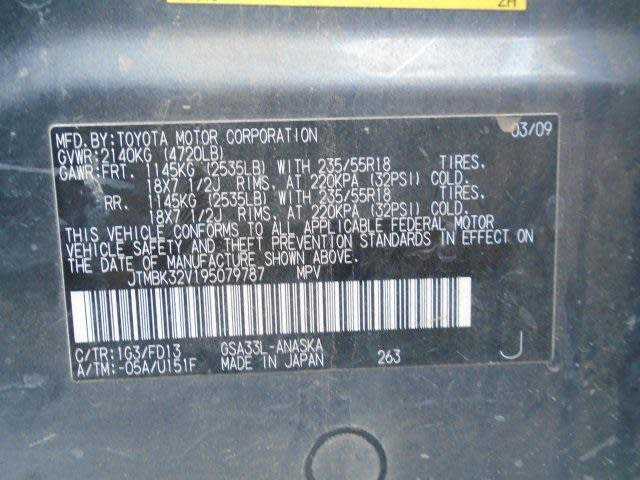 2H
MFD. BY: TOYOTA MOTOR CORPORATION 03/09
GVWR: 2140KG (4720LB)
GAWR: FRT. 1145KG (2535LB) WITH 235/55R18 TIRES.
18X7 1/2J RIMS. AT 220KPA (32PSI) COLD.
RR. 1145KG (2535LB) WITH 235/55R18 TIRES.
18X7 1/2J RIMS. AT 220KPA (32PSI) COLD.
THIS VEHICLE CONFORMS TO ALL APPLICABLE FEDERAL MOTOR
VEHICLE SAFETY AND THEFT PREVENTION STANDARDS IN EFFECT ON
THE DATE OF MANUFACTURE SHOWN ABOVE.
JTMBK32V195079787 MPV
C/TR: 1G3/FD13 GSA33L-ANASKA
A/TM: -05A/U151F MADE IN JAPAN 263 J